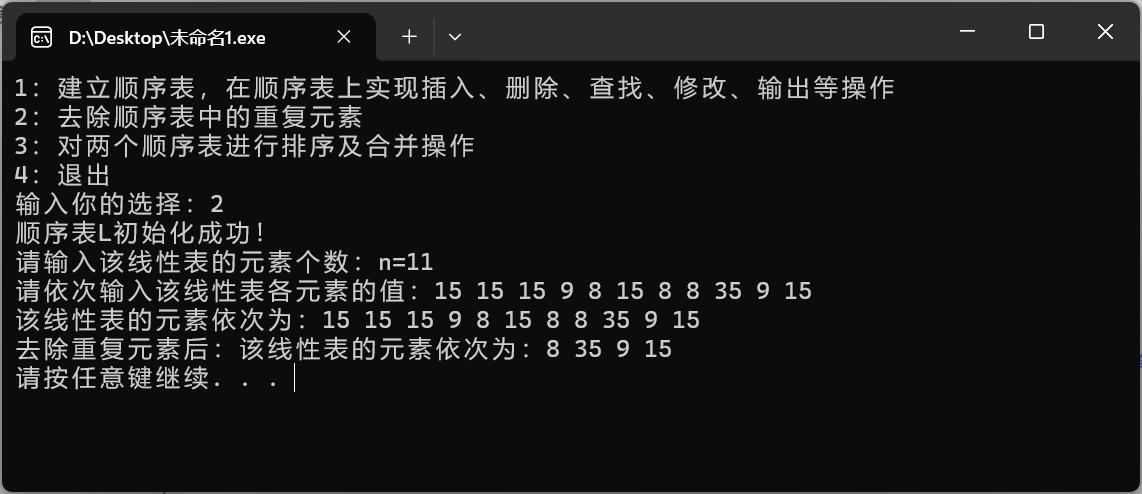 D:\Desktop\未命名1.exe
1: 建立顺序表，在顺序表上实现插入、删除、查找、修改、输出等操作
2: 去除顺序表中的重复元素
3: 对两个顺序表进行排序及合并操作
4: 退出
输入你的选择：2
顺序表L初始化成功！
请输入该线性表的元素个数：n=11
请依次输入该线性表各元素的值：15 15 15 9 8 15 8 8 35 9 15
该线性表的元素依次为：15 15 15 9 8 15 8 8 35 9 15
去除重复元素后：该线性表的元素依次为：8 35 9 15
请按任意键继续. . .